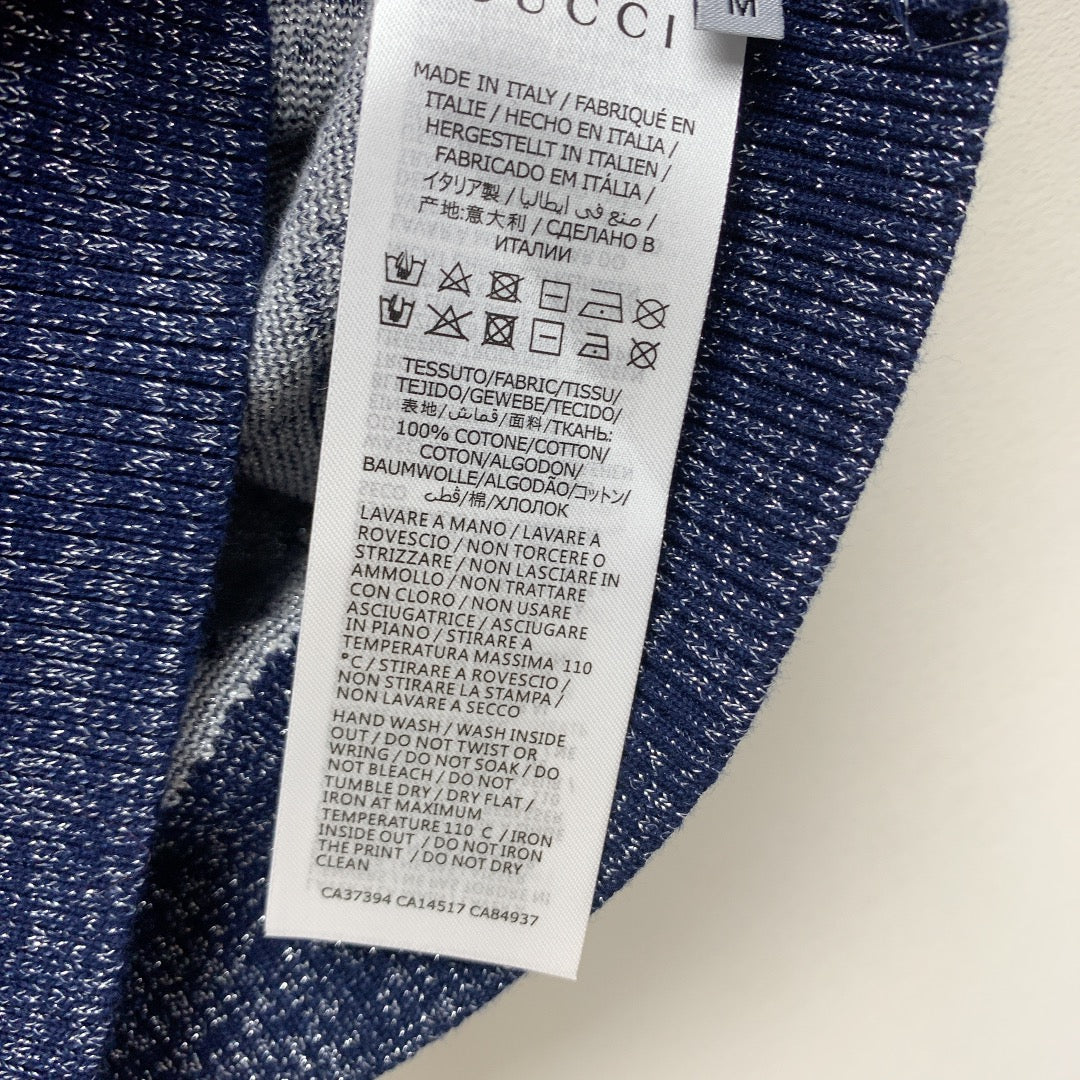 GUCCI
M
MADE IN ITALY / FABRIQUÉ EN
ITALIE / HECHO EN ITALIA /
HERGESTELLT IN ITALIEN /
FABRICADO EM ITÁLIA /
イタリア製 / صنع في إيطاليا /
产地:意大利 / СДЕЛАНО В
ИТАЛИИ
TESSUTO/FABRIC/TISSU/
TEJIDO/GEWEBE/TECIDO/
表地/قماش/面料/ТКАНЬ:
100% COTONE/COTTON/
COTON/ALGODON/
BAUMWOLLE/ALGODÃO/コットン/
قطن/棉/ХЛОПОК
LAVARE A MANO / LAVARE A
ROVESCIO / NON TORCERE O
STRIZZARE / NON LASCIARE IN
AMMOLLO / NON TRATTARE
CON CLORO / NON USARE
ASCIUGATRICE / ASCIUGARE
IN PIANO / STIRARE A
TEMPERATURA MASSIMA 110
°C / STIRARE A ROVESCIO /
NON STIRARE LA STAMPA /
NON LAVARE A SECCO
HAND WASH / WASH INSIDE
OUT / DO NOT TWIST OR
WRING / DO NOT SOAK / DO
NOT BLEACH / DO NOT
TUMBLE DRY / DRY FLAT /
IRON AT MAXIMUM
TEMPERATURE 110 C / IRON
INSIDE OUT / DO NOT IRON
THE PRINT / DO NOT DRY
CLEAN
CA37394 CA14517 CA84937